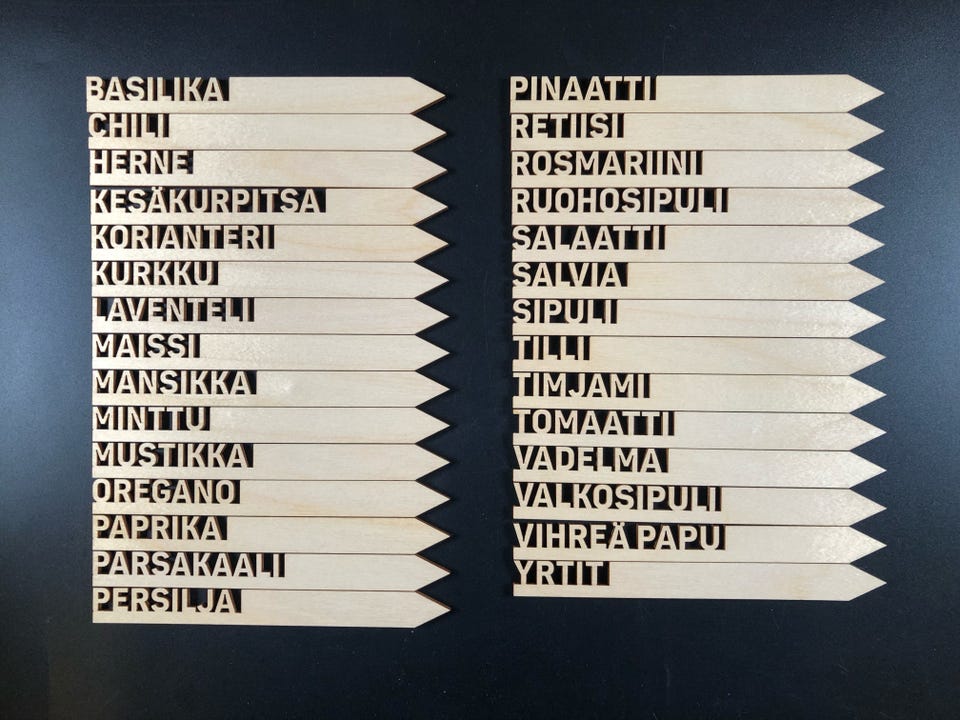 BASILIKA
CHILI
HERNE
KESÄKURPITSA
KORIANTERI
KURKKU
LAVENTELI
MAISSI
MANSIKKA
MINTTU
MUSTIKKA
OREGANO
PAPRIKA
PARSAKAALI
PERSILJA
PINAATTI
RETIISI
ROSMARIINI
RUOHOSIPULI
SALAATTI
SALVIA
SIPULI
TILLI
TIMJAMI
TOMAATTI
VADELMA
VALKOSIPULI
VIHREÄ PAPU
YRTIT